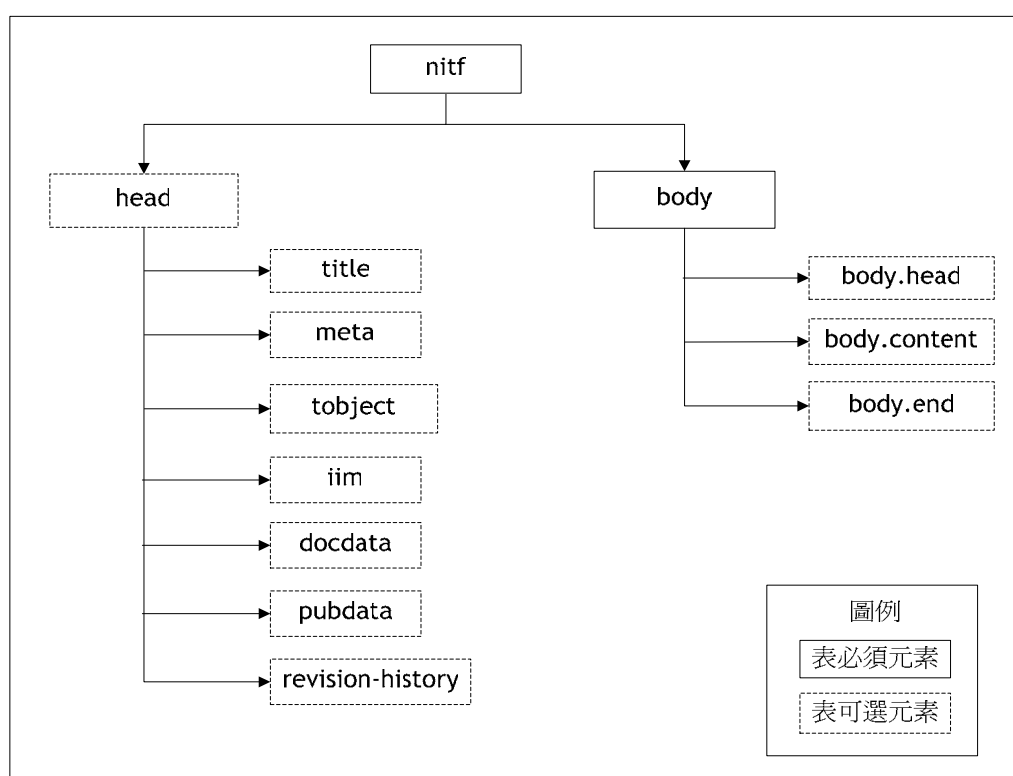 nitf
head
body
title
meta
tobject
iim
docdata
pubdata
revision-history
body.head
body.content
body.end
圖例
表必須元素
表可選元素